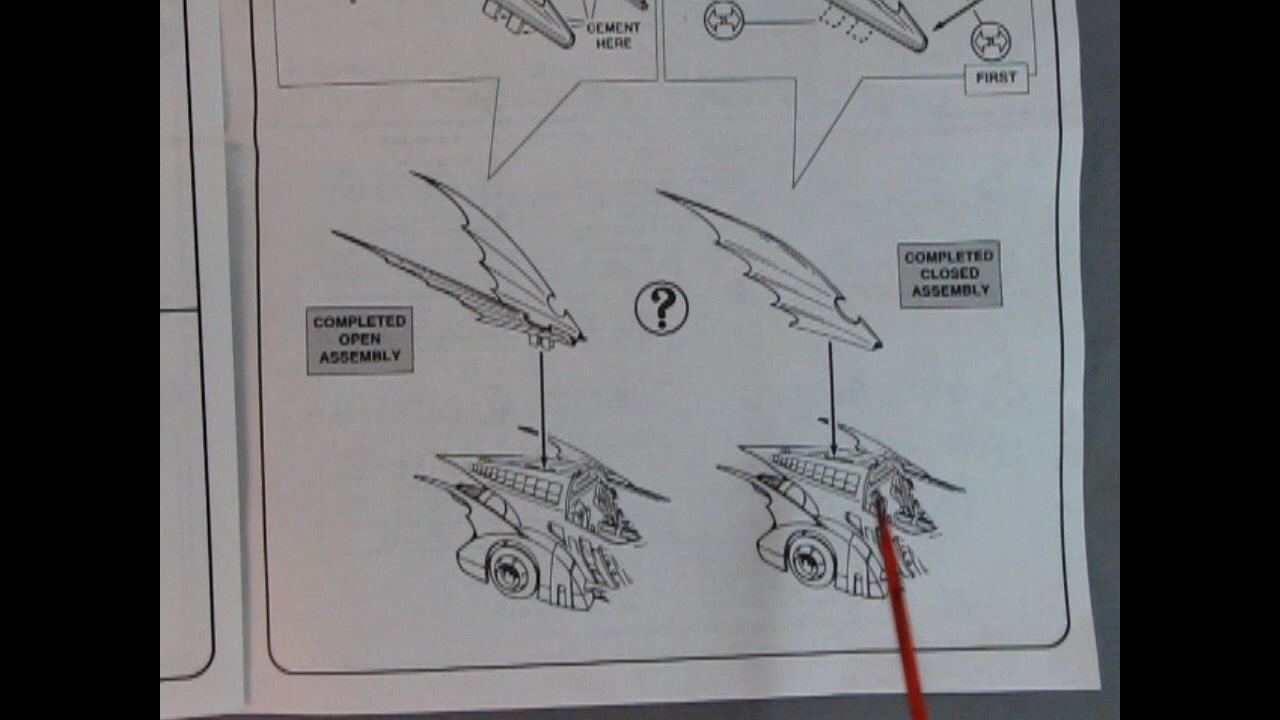 CEMENT
HERE
FIRST
COMPLETED
CLOSED
ASSEMBLY
?
COMPLETED
OPEN
ASSEMBLY